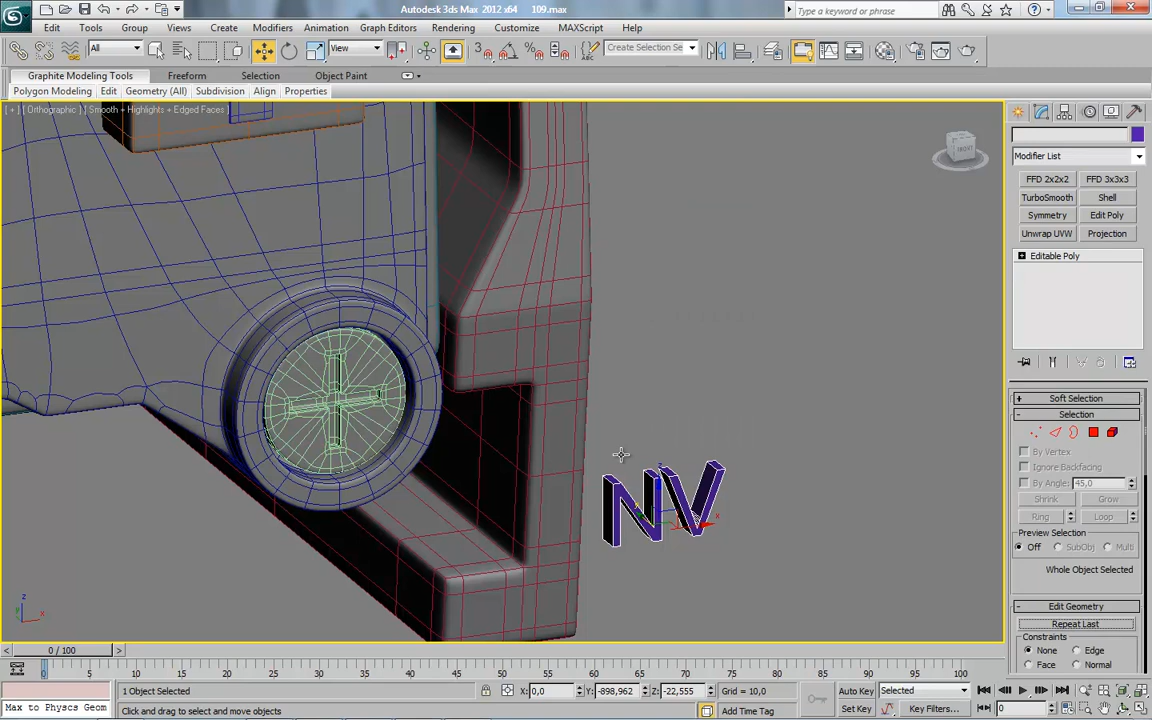 Autodesk 3ds Max 2012 x64 109.max
Type a keyword or phrase
Edit Tools Group Views Create Modifiers Animation Graph Editors Rendering Customize MAXScript Help
All View 3 Create Selection Se
Graphite Modeling Tools Freeform Selection Object Paint
Polygon Modeling Edit Geometry (All) Subdivision Loops Align Properties
[ + ] [ Orthographic ] [ Smooth + Highlights + Edged Faces ]
FRONT
Modifier List
FFD 2x2x2 FFD 3x3x3
TurboSmooth Shell
Symmetry Edit Poly
Unwrap UVW Projection
Editable Poly
+ Soft Selection
- Selection
By Vertex
Ignore Backfacing
By Angle: 45,0
Shrink Grow
Ring Loop
Preview Selection
Off SubObj Multi
Whole Object Selected
- Edit Geometry
Repeat Last
Constraints
None Edge
Face Normal
NV
z
x
z
x
0 / 100
0 5 10 15 20 25 30 35 40 45 50 55 60 65 70 75 80 85 90 95 100
1 Object Selected X: 0,0 Y: -898,962 Z: -22,555 Grid = 10,0 Auto Key Selected
Max to Physcs Geom Click and drag to select and move objects Add Time Tag Set Key Key Filters... 0